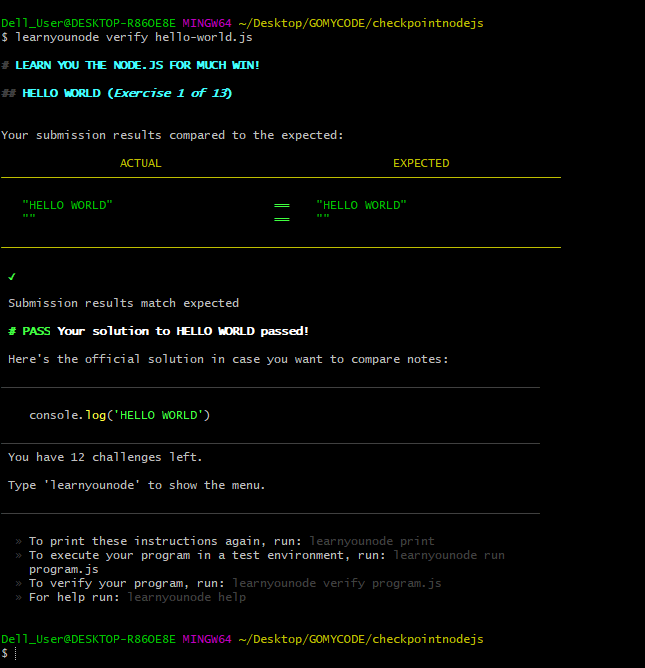 Dell_User@DESKTOP-R86OE8E MINGW64 ~/Desktop/GOMYCODE/checkpointnodejs
$ learnyounode verify hello-world.js
# LEARN YOU THE NODE.JS FOR MUCH WIN!
## HELLO WORLD (Exercise 1 of 13)
Your submission results compared to the expected:
ACTUAL EXPECTED
"HELLO WORLD" == "HELLO WORLD"
"" == ""
✔
Submission results match expected
# PASS Your solution to HELLO WORLD passed!
Here's the official solution in case you want to compare notes:
console.log('HELLO WORLD')
You have 12 challenges left.
Type 'learnyounode' to show the menu.
» To print these instructions again, run: learnyounode print
» To execute your program in a test environment, run: learnyounode run
program.js
» To verify your program, run: learnyounode verify program.js
» For help run: learnyounode help
Dell_User@DESKTOP-R86OE8E MINGW64 ~/Desktop/GOMYCODE/checkpointnodejs
$